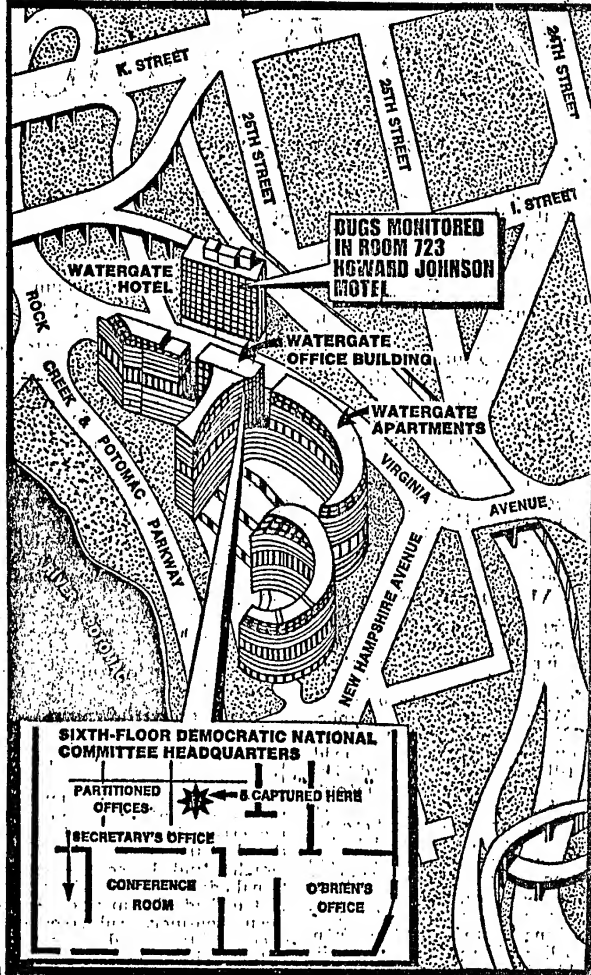 K. STREET
24TH STREET
25TH STREET
26TH STREET
I. STREET
BUGS MONITORED
IN ROOM 723
HOWARD JOHNSON
MOTEL
WATERGATE
HOTEL
ROCK
CREEK & POTOMAC PARKWAY
WATERGATE
OFFICE BUILDING
WATERGATE
APARTMENTS
VIRGINIA
AVENUE
NEW HAMPSHIRE AVENUE
RIVER POTOMAC
SIXTH-FLOOR DEMOCRATIC NATIONAL
COMMITTEE HEADQUARTERS
PARTITIONED
OFFICES
5 CAPTURED HERE
SECRETARY'S OFFICE
CONFERENCE
ROOM
O'BRIEN'S
OFFICE